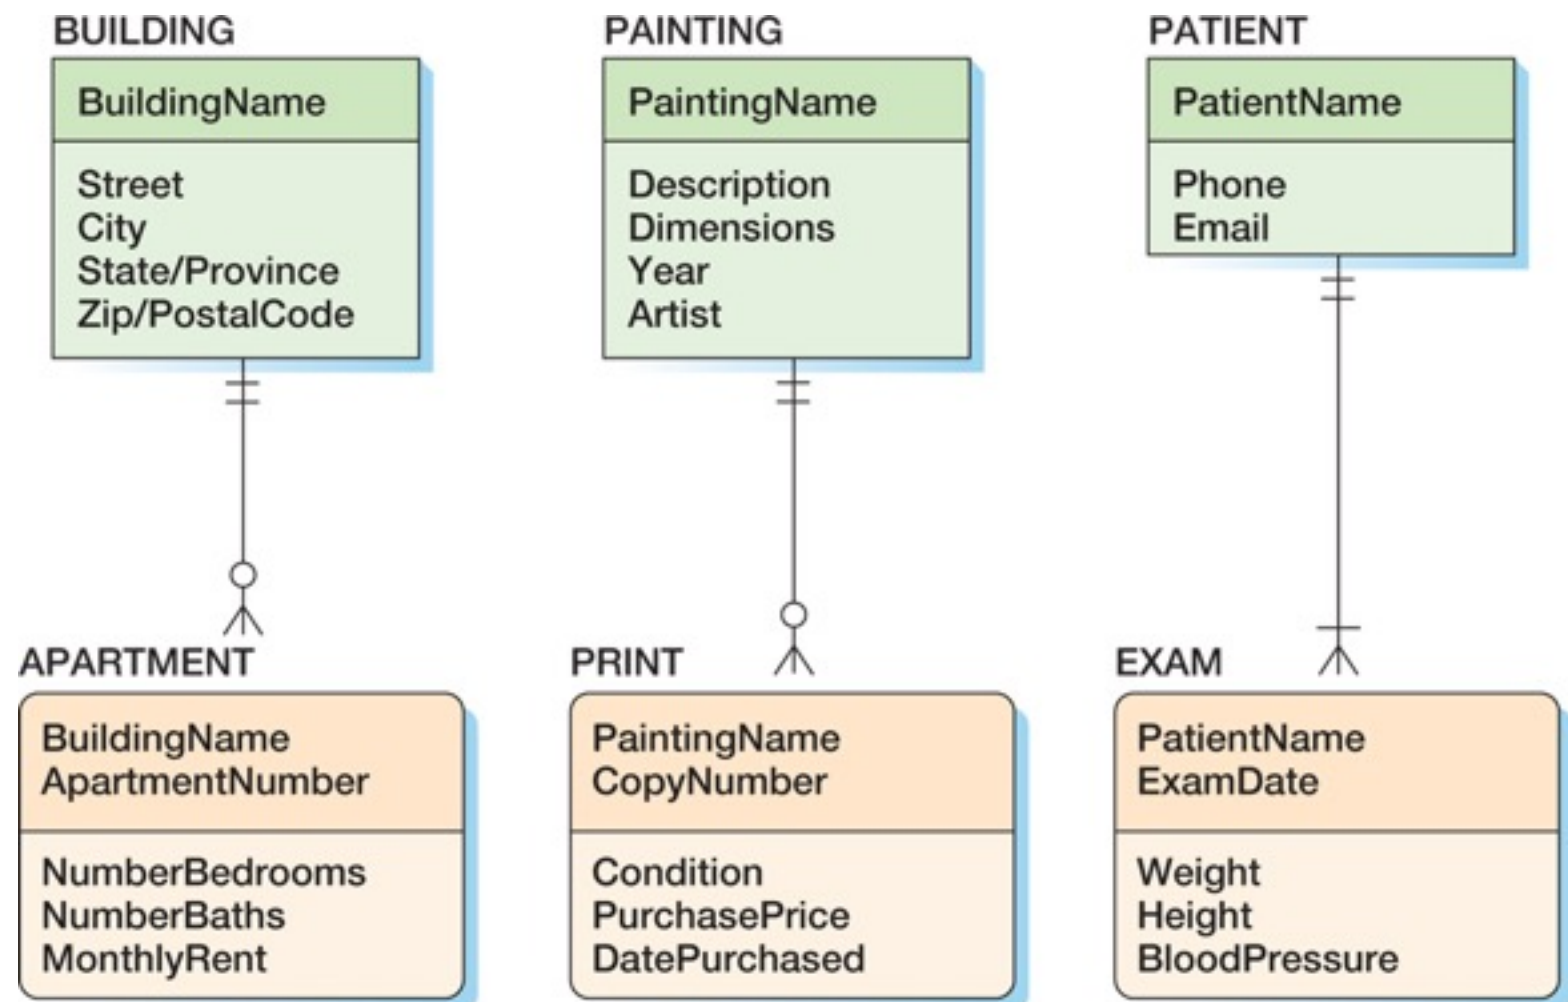 BUILDING
BuildingName
Street
City
State/Province
Zip/PostalCode
APARTMENT
BuildingName
ApartmentNumber
NumberBedrooms
NumberBaths
MonthlyRent
PAINTING
PaintingName
Description
Dimensions
Year
Artist
PRINT
PaintingName
CopyNumber
Condition
PurchasePrice
DatePurchased
PATIENT
PatientName
Phone
Email
EXAM
PatientName
ExamDate
Weight
Height
BloodPressure